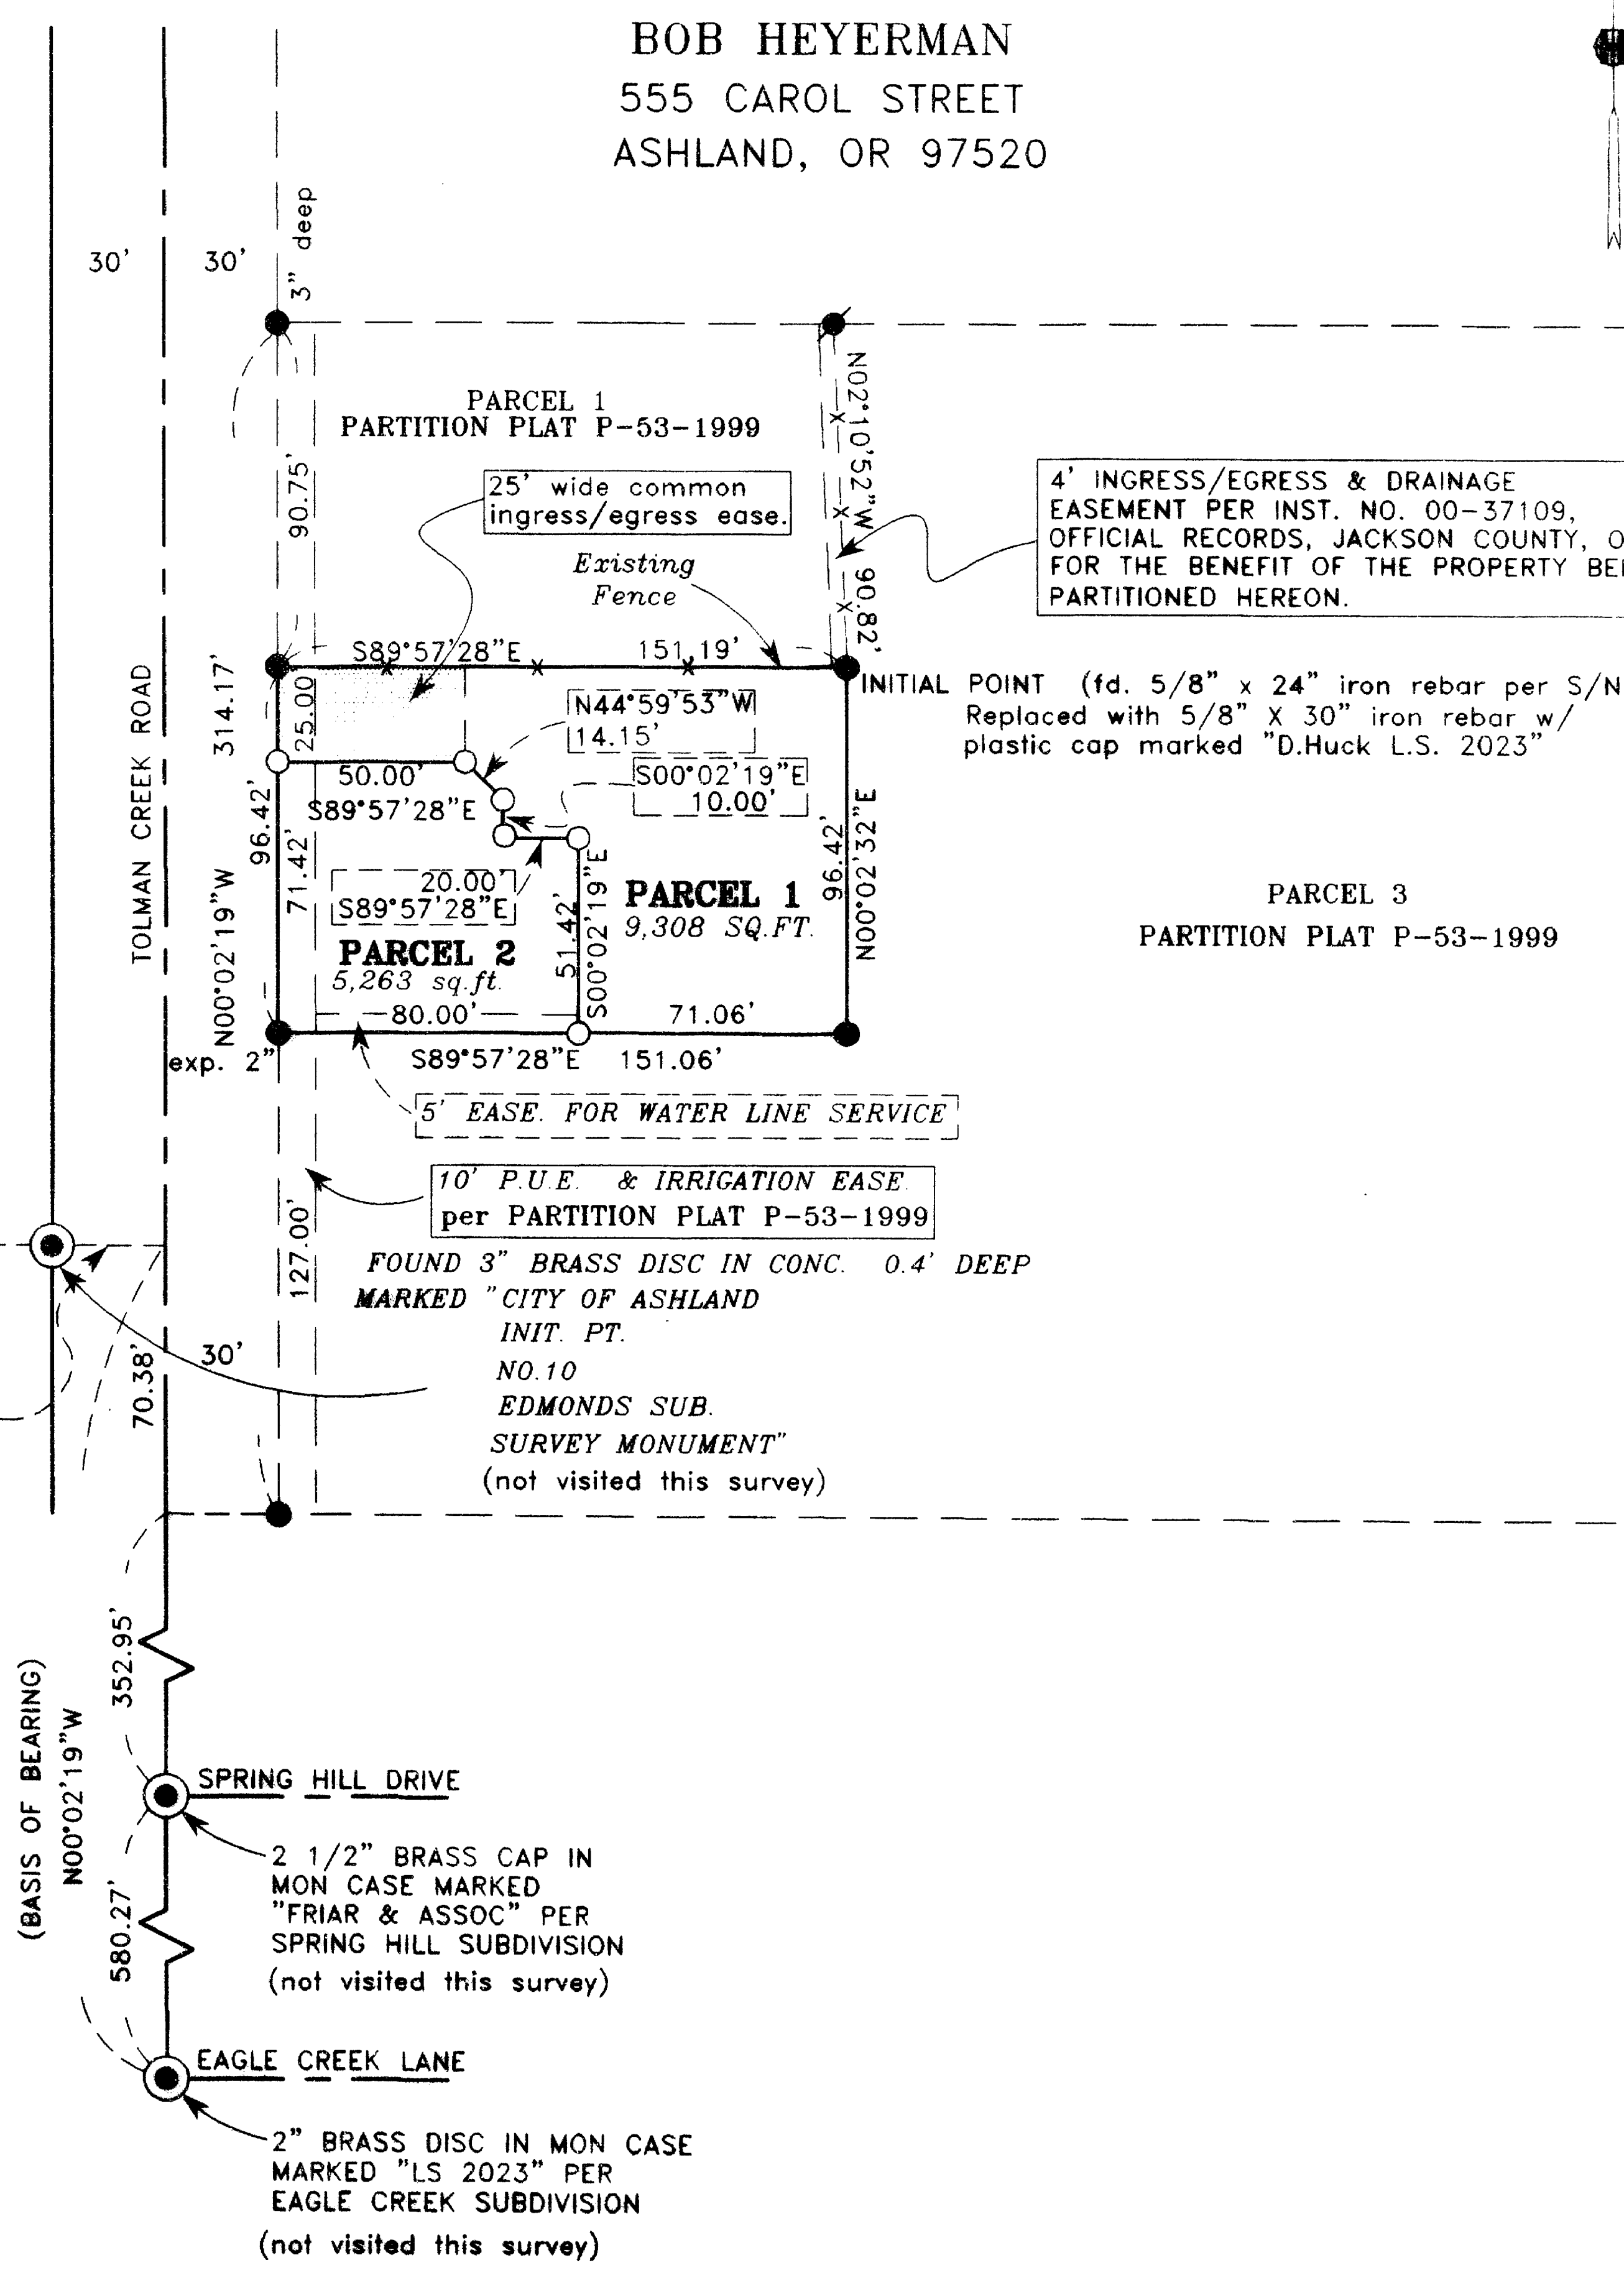 BOB HEYERMAN
555 CAROL STREET
ASHLAND, OR 97520
30'
30'
3" deep
PARCEL 1
PARTITION PLAT P-53-1999
90.75'
N02°10'52"W 90.82'
25' wide common
ingress/egress ease.
Existing
Fence
4' INGRESS/EGRESS & DRAINAGE
EASEMENT PER INST. NO. 00-37109,
OFFICIAL RECORDS, JACKSON COUNTY, O
FOR THE BENEFIT OF THE PROPERTY BEI
PARTITIONED HEREON.
S89°57'28"E
151.19'
314.17'
25.00'
N44°59'53"W
14.15'
INITIAL POINT (fd. 5/8" x 24" iron rebar per S/N
Replaced with 5/8" X 30" iron rebar w/
plastic cap marked "D.Huck L.S. 2023"
TOLMAN CREEK ROAD
50.00'
S89°57'28"E
S00°02'19"E
10.00'
96.42'
71.42'
N00°02'19"W
20.00'
S89°57'28"E
51.42'
S00°02'19"E
PARCEL 1
9,308 SQ.FT.
96.42'
N00°02'32"E
PARCEL 3
PARTITION PLAT P-53-1999
PARCEL 2
5,263 sq.ft.
80.00'
71.06'
exp. 2"
S89°57'28"E
151.06'
5' EASE. FOR WATER LINE SERVICE
10' P.U.E. & IRRIGATION EASE.
per PARTITION PLAT P-53-1999
127.00'
FOUND 3" BRASS DISC IN CONC. 0.4' DEEP
MARKED "CITY OF ASHLAND
INIT. PT.
NO.10
EDMONDS SUB.
SURVEY MONUMENT"
(not visited this survey)
30'
70.38'
352.95'
(BASIS OF BEARING)
N00°02'19"W
SPRING HILL DRIVE
2 1/2" BRASS CAP IN
MON CASE MARKED
"FRIAR & ASSOC" PER
SPRING HILL SUBDIVISION
(not visited this survey)
580.27'
EAGLE CREEK LANE
2" BRASS DISC IN MON CASE
MARKED "LS 2023" PER
EAGLE CREEK SUBDIVISION
(not visited this survey)